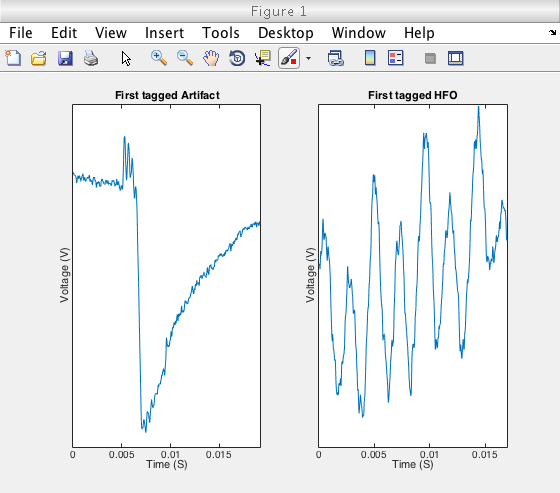 Figure 1
File Edit View Insert Tools Desktop Window Help
First tagged Artifact
Voltage (V)
0 0.005 0.01 0.015
Time (S)
First tagged HFO
Voltage (V)
0 0.005 0.01 0.015
Time (S)